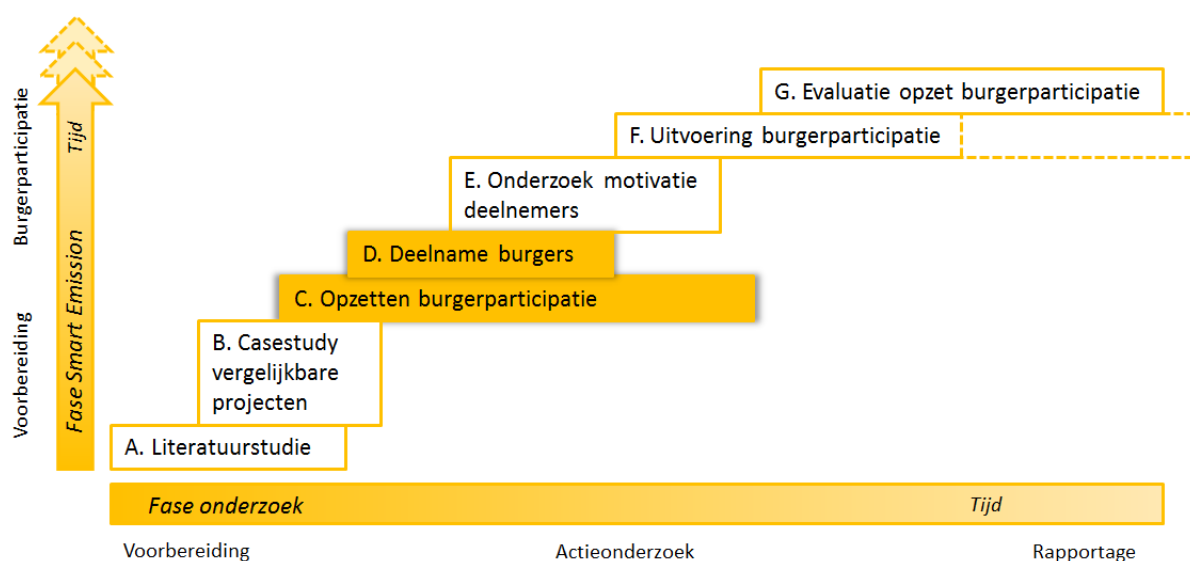 G. Evaluatie opzet burgerparticipatie
F. Uitvoering burgerparticipatie
E. Onderzoek motivatie
deelnemers
D. Deelname burgers
C. Opzetten burgerparticipatie
B. Casestudy
vergelijkbare
projecten
A. Literatuurstudie
Burgerparticipatie
Voorbereiding
Tijd
Fase Smart Emission
Fase onderzoek
Tijd
Voorbereiding
Actieonderzoek
Rapportage